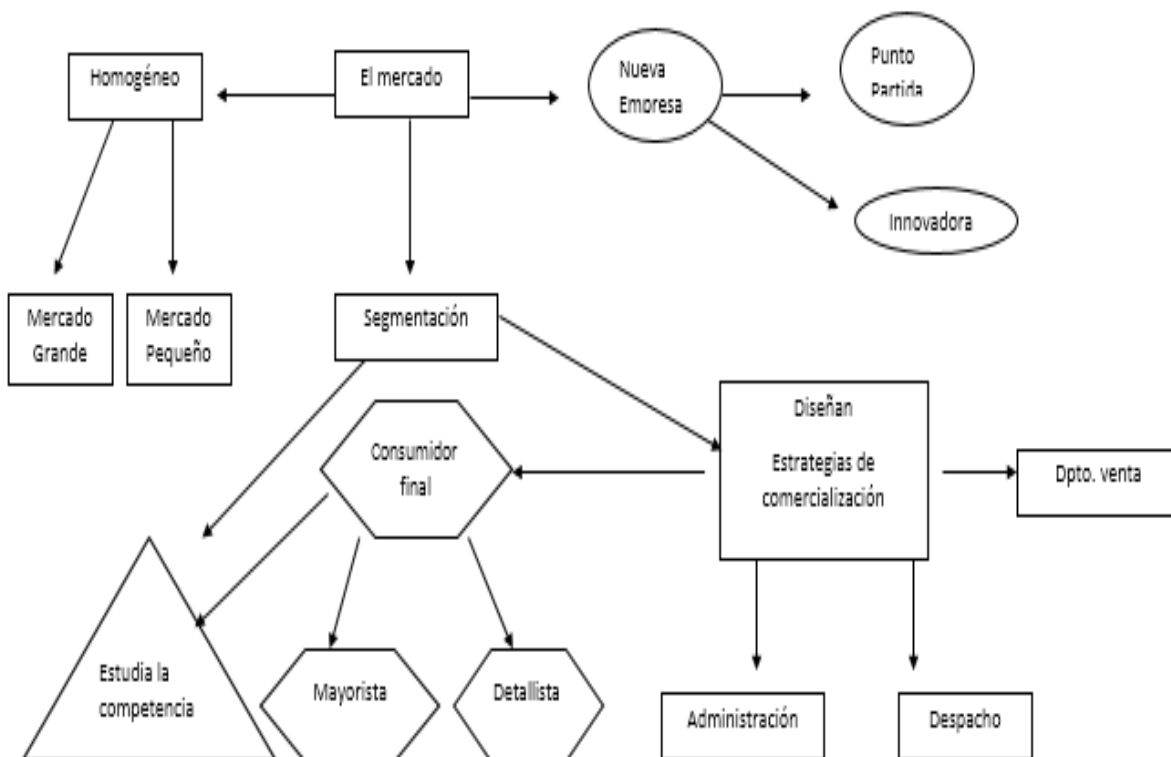 Homogéneo
El mercado
Nueva
Empresa
Punto
Partida
Innovadora
Mercado
Grande
Mercado
Pequeño
Segmentación
Consumidor
final
Diseñan
Estrategias de
comercialización
Dpto. venta
Estudia la
competencia
Mayorista
Detallista
Administración
Despacho